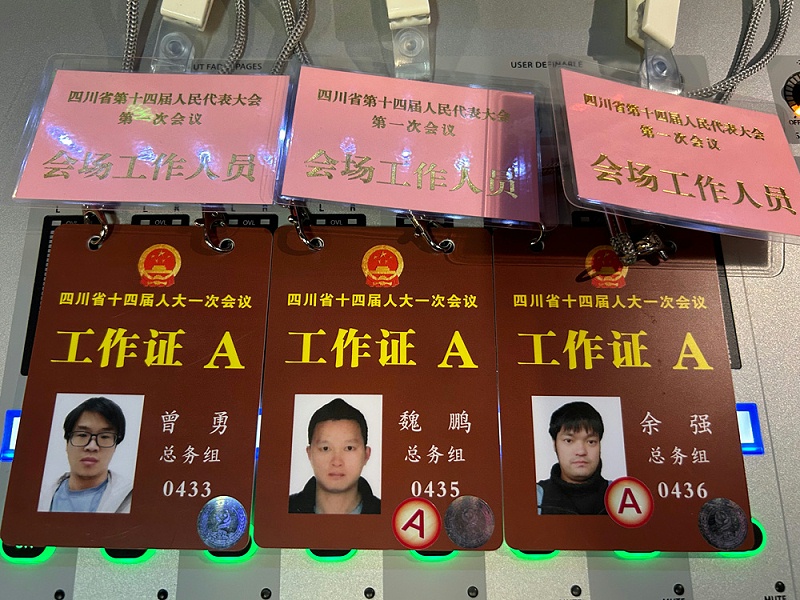 UT FADER PAGES
USER DEFINABLE
四川省第十四届人民代表大会
第一次会议
会场工作人员
四川省第十四届人民代表大会
第一次会议
会场工作人员
四川省第十四届人民代表大会
第一次会议
会场工作人员
四川省十四届人大一次会议
工作证 A
曾 勇
总务组
0433
四川省十四届人大一次会议
工作证 A
魏 鹏
总务组
0435
A
四川省十四届人大一次会议
工作证 A
余 强
总务组
0436
A
MUTE
MUTE